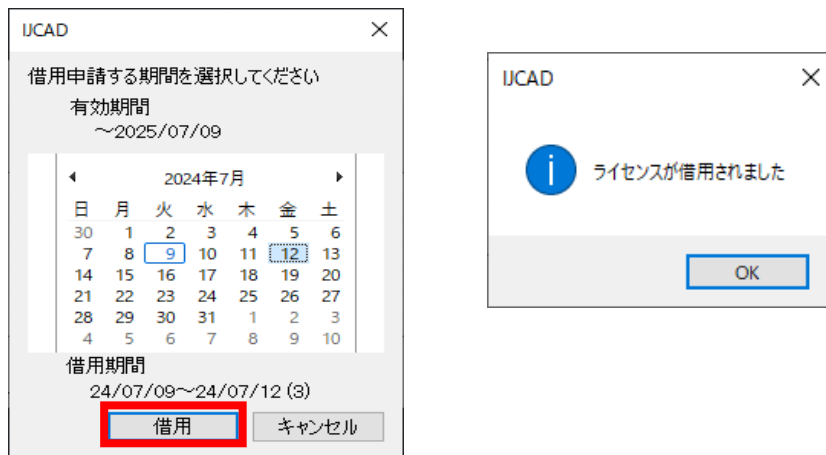 IJCAD
借用申請する期間を選択してください
有効期間
～2025/07/09
2024年7月
日 月 火 水 木 金 土
30 1 2 3 4 5 6
7 8 9 10 11 12 13
14 15 16 17 18 19 20
21 22 23 24 25 26 27
28 29 30 31 1 2 3
4 5 6 7 8 9 10
借用期間
24/07/09～24/07/12 (3)
借用 キャンセル
IJCAD
ライセンスが借用されました
OK